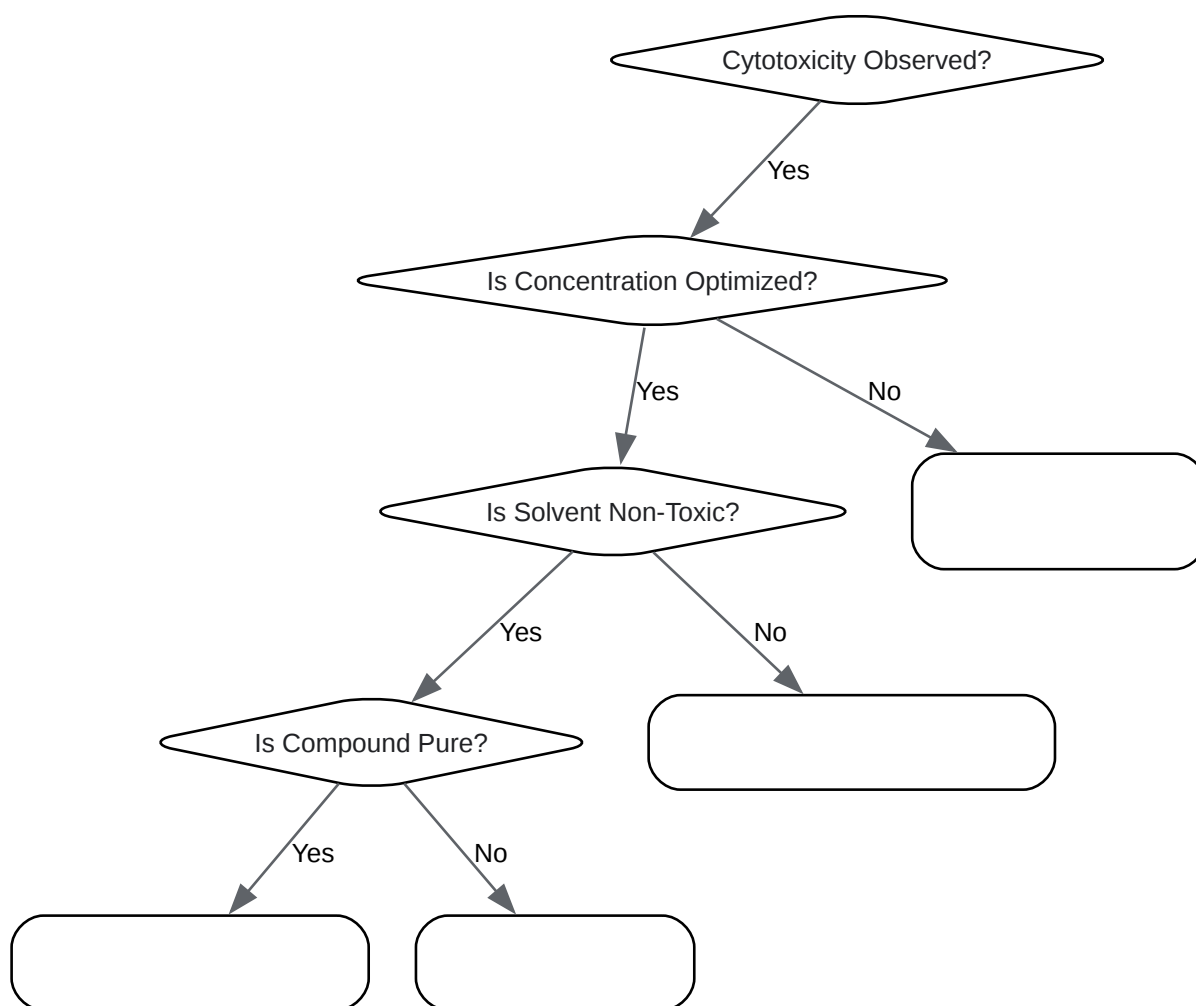 Cytotoxicity Observed?
Yes
Is Concentration Optimized?
Yes
No
Is Solvent Non-Toxic?
Yes
No
Is Compound Pure?
Yes
No